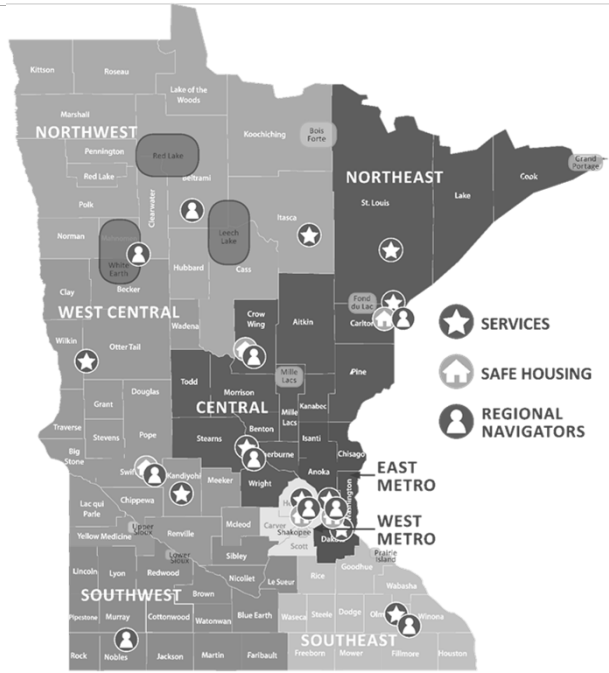 Kittson
Roseau
Lake of the
Woods
Marshall
NORTHWEST
Koochiching
Bois
Forte
Pennington
Red Lake
Red Lake
Beltrami
Clearwater
Polk
NORTHEAST
St. Louis
Lake
Cook
Grand
Portage
Norman
White
Earth
Leech
Lake
Itasca
Hubbard
Cass
Clay
Becker
WEST CENTRAL
Wadena
Crow
Wing
Aitkin
Fond
du Lac
Carlton
Wilkin
Otter Tail
SERVICES
SAFE HOUSING
REGIONAL
NAVIGATORS
Todd
Morrison
Mille
Lacs
Pine
Grant
Douglas
CENTRAL
Mille
Lacs
Kanabec
Traverse
Stevens
Pope
Stearns
Benton
Isanti
Big
Stone
Swift
Kandiyohi
Meeker
Wright
Sherburne
Anoka
Chisago
EAST
METRO
Washington
Lac qui
Parle
Chippewa
Renville
Mcleod
Carver
Shakopee
Scott
WEST
METRO
Yellow Medicine
Upper
Sioux
Lower
Sioux
Sibley
Prairie
Island
Lincoln
Lyon
Redwood
Nicollet
Le Sueur
Rice
Goodhue
Wabasha
SOUTHWEST
Brown
Pipestone
Murray
Cottonwood
Watonwan
Blue Earth
Waseca
Steele
Dodge
Winona
SOUTHEAST
Rock
Nobles
Jackson
Martin
Faribault
Freeborn
Mower
Fillmore
Houston